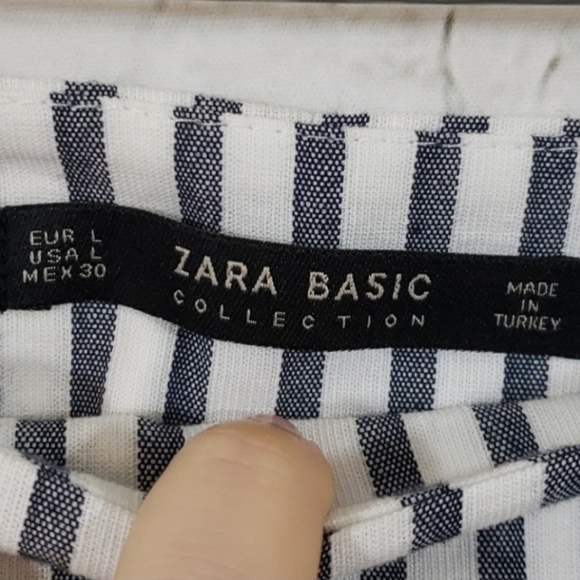 EUR L
USA L
MEX 30
ZARA BASIC
COLLECTION
MADE
IN
TURKEY